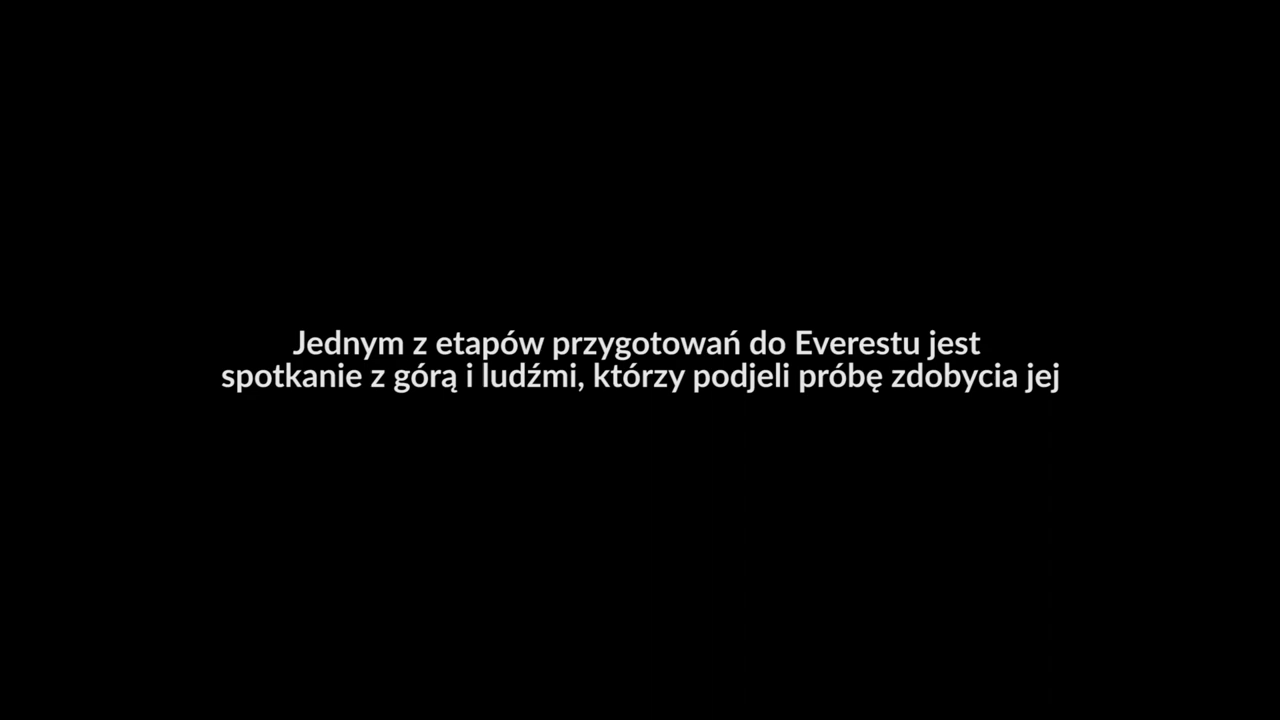 Jednym z etapów przygotowań do Everestu jest
spotkanie z górą i ludźmi, którzy podjeli próbę zdobycia jej